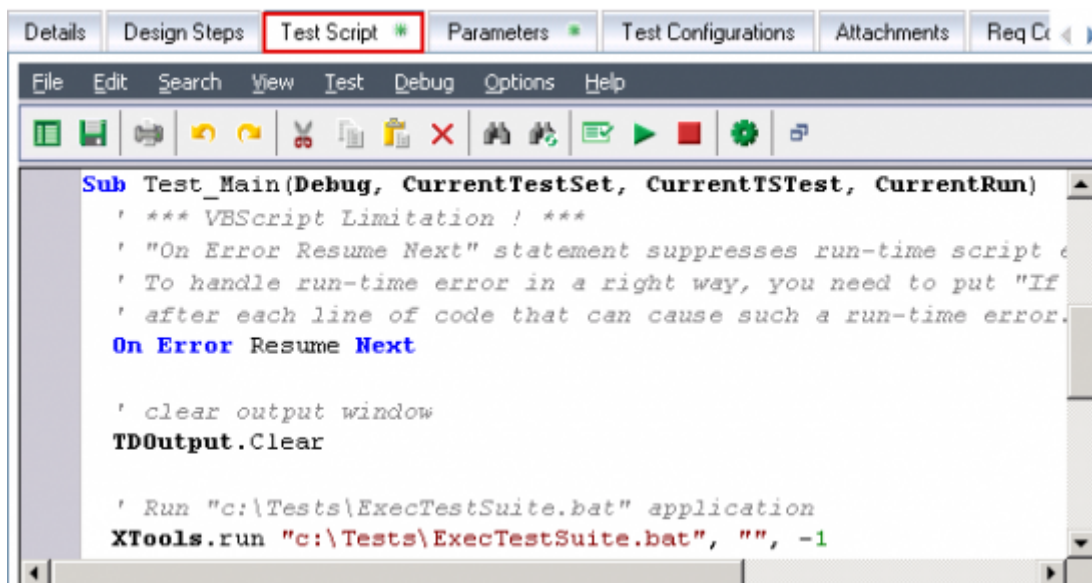 Details Design Steps Test Script * Parameters * Test Configurations Attachments Req
File Edit Search View Test Debug Options Help
Sub Test_Main(Debug, CurrentTestSet, CurrentTSTest, CurrentRun)
' *** VBScript Limitation ! ***
' "On Error Resume Next" statement suppresses run-time script
' To handle run-time error in a right way, you need to put "If
' after each line of code that can cause such a run-time error.
On Error Resume Next
' clear output window
TDOutput.Clear
' Run "c:\Tests\ExecTestSuite.bat" application
XTools.run "c:\Tests\ExecTestSuite.bat", "", -1